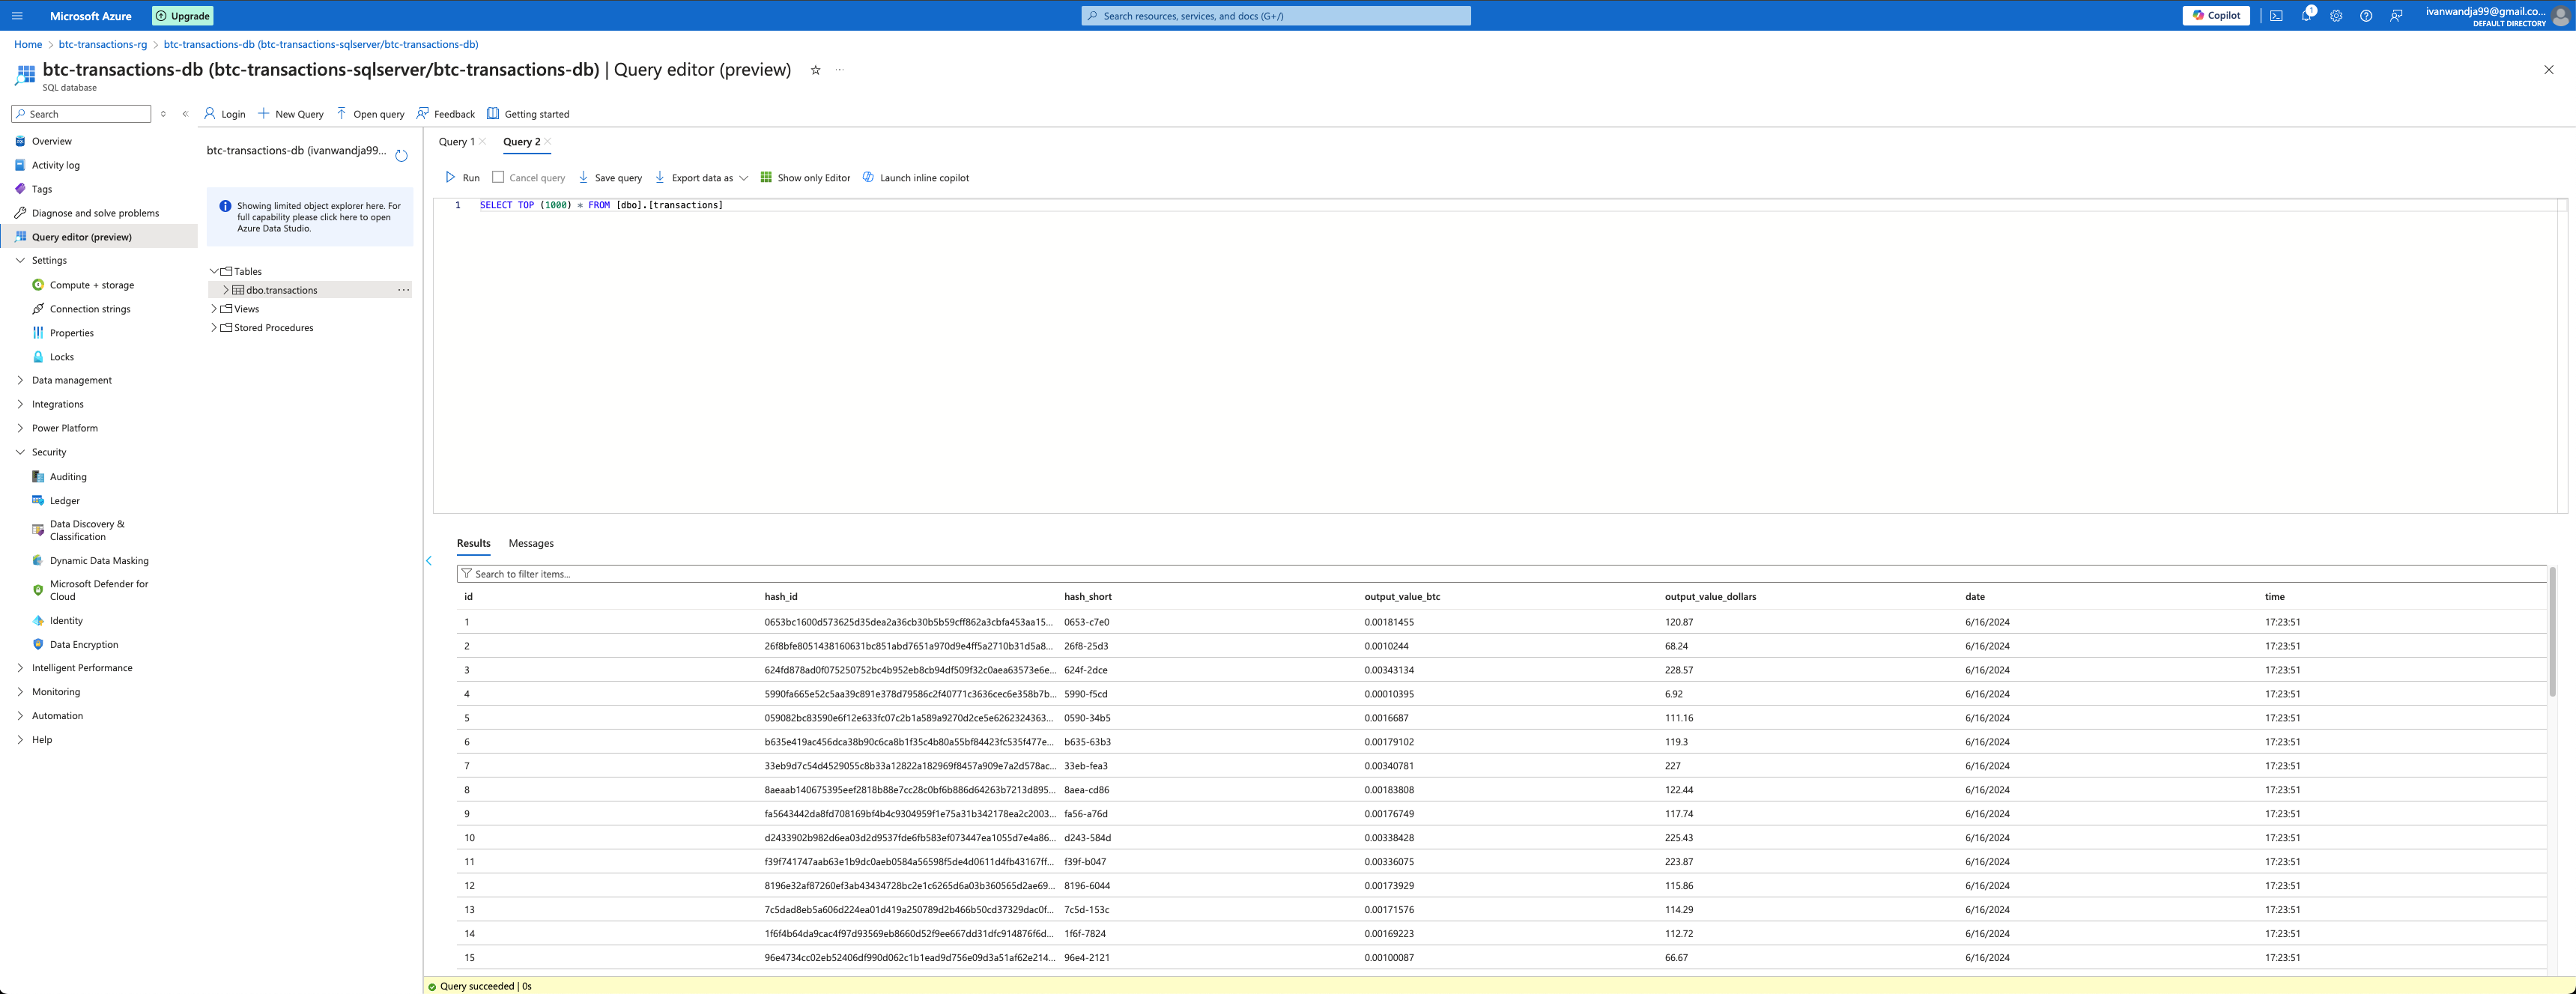 Microsoft Azure
Upgrade
Search resources, services, and docs (G+/)
Copilot
1
ivanwandja99@gmail.co...
DEFAULT DIRECTORY
Home > btc-transactions-rg > btc-transactions-db (btc-transactions-sqlserver/btc-transactions-db)
btc-transactions-db (btc-transactions-sqlserver/btc-transactions-db) | Query editor (preview)
SQL database
Search
Overview
Activity log
Tags
Diagnose and solve problems
Query editor (preview)
Settings
Compute + storage
Connection strings
Properties
Locks
Data management
Integrations
Power Platform
Security
Auditing
Ledger
Data Discovery &
Classification
Dynamic Data Masking
Microsoft Defender for
Cloud
Identity
Data Encryption
Intelligent Performance
Monitoring
Automation
Help
Login New Query Open query Feedback Getting started
btc-transactions-db (ivanwandja99...
Showing limited object explorer here. For
full capability please click here to open
Azure Data Studio.
Tables
dbo.transactions
Views
Stored Procedures
Query 1 Query 2
Run Cancel query Save query Export data as Show only Editor Launch inline copilot
1 SELECT TOP (1000) * FROM [dbo].[transactions]
Results Messages
Search to filter items...
id hash_id hash_short output_value_btc output_value_dollars date time
1 0653bc1600d573625d35dea2a36cb30b5b59cff862a3cbfa453aa15... 0653-c7e0 0.00181455 120.87 6/16/2024 17:23:51
2 26f8bfe8051438160631bc851abd7651a970d9e4ff5a2710b31d5a8... 26f8-25d3 0.0010244 68.24 6/16/2024 17:23:51
3 624fd878ad0f075250752bc4b952eb8cb94df509f32c0aea63573e6e... 624f-2dce 0.00343134 228.57 6/16/2024 17:23:51
4 5990fa665e52c5aa39c891e378d79586c2f40771c3636cec6e358b7b... 5990-f5cd 0.00010395 6.92 6/16/2024 17:23:51
5 059082bc83590e6f12e633fc07c2b1a589a9270d2ce5e6262324363... 0590-34b5 0.0016687 111.16 6/16/2024 17:23:51
6 b635e419ac456dca38b90c6ca8b1f35c4b80a55bf84423fc535f477e... b635-63b3 0.00179102 119.3 6/16/2024 17:23:51
7 33eb9d7c54d4529055c8b33a12822a182969f8457a909e7a2d578ac... 33eb-fea3 0.00340781 227 6/16/2024 17:23:51
8 8aeaab140675395eef2818b88e7cc28c0bf6b886d64263b7213d895... 8aea-cd86 0.00183808 122.44 6/16/2024 17:23:51
9 fa5643442da8fd708169bf4b4c9304959f1e75a31b342178ea2c2003... fa56-a76d 0.00176749 117.74 6/16/2024 17:23:51
10 d2433902b982d6ea03d2d9537fde6fb583ef073447ea1055d7e4a86... d243-584d 0.00338428 225.43 6/16/2024 17:23:51
11 f39f741747aab63e1b9dc0aeb0584a56598f5de4d0611d4fb43167ff... f39f-b047 0.00336075 223.87 6/16/2024 17:23:51
12 8196e32af87260ef3ab43434728bc2e1c6265d6a03b360565d2ae69... 8196-6044 0.00173929 115.86 6/16/2024 17:23:51
13 7c5dad8eb5a606d224ea01d419a250789d2b466b50cd37329dac0f... 7c5d-153c 0.00171576 114.29 6/16/2024 17:23:51
14 1f6f4b64da9cac4f97d93569eb8660d52f9ee667dd31dfc914876f6d... 1f6f-7824 0.00169223 112.72 6/16/2024 17:23:51
15 96e4734cc02eb52406df990d062c1b1ead9d756e09d3a51af62e214... 96e4-2121 0.00100087 66.67 6/16/2024 17:23:51
Query succeeded | 0s